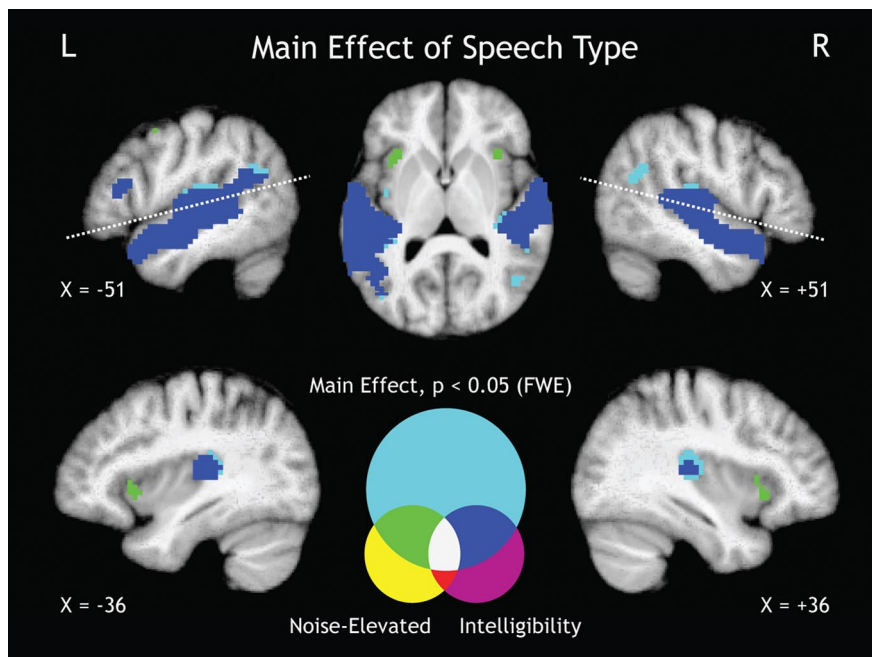 L
Main Effect of Speech Type
R
X = -51
X = +51
Main Effect, p < 0.05 (FWE)
X = -36
X = +36
Noise-Elevated
Intelligibility